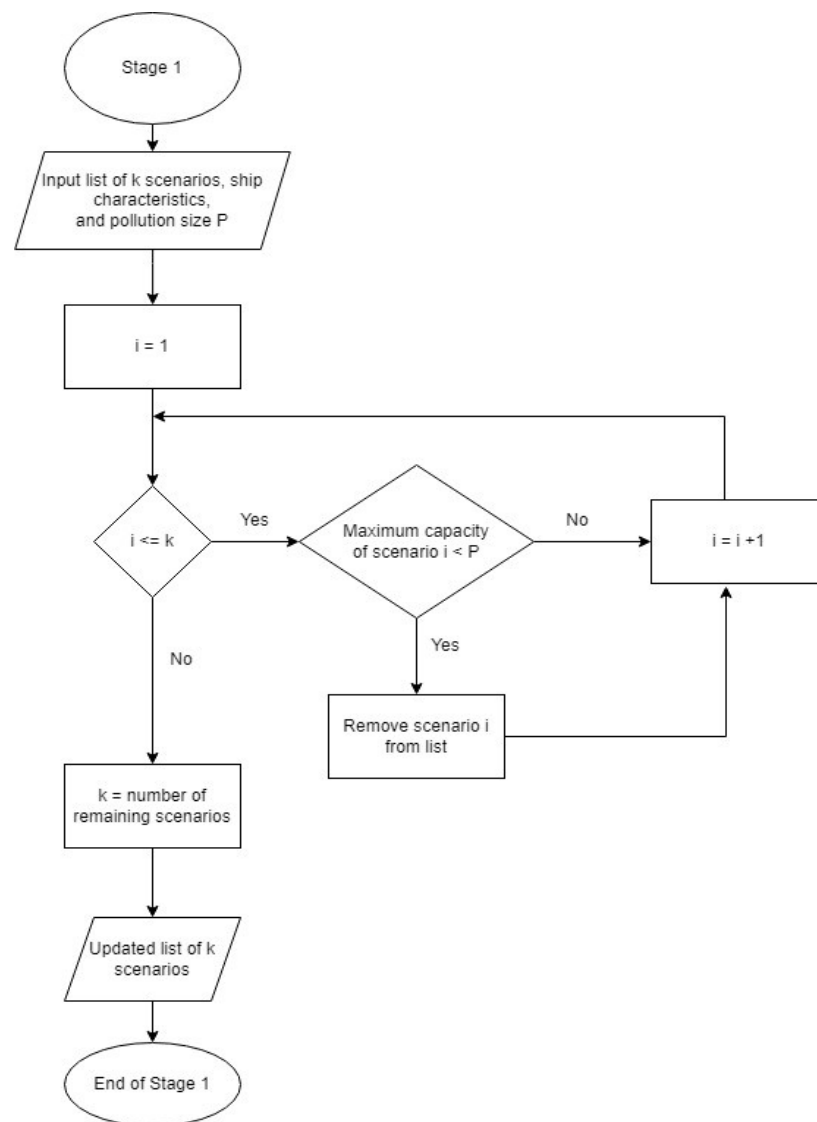 Stage 1
Input list of k scenarios, ship
characteristics,
and pollution size P
i = 1
i <= k
Yes
Maximum capacity
of scenario i < P
No
i = i +1
Yes
No
Remove scenario i
from list
k = number of
remaining scenarios
Updated list of k
scenarios
End of Stage 1